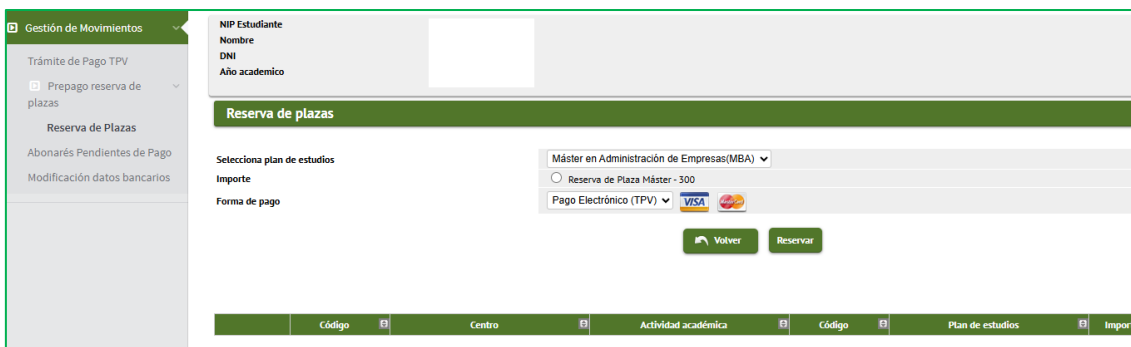 Gestión de Movimientos
Trámite de Pago TPV
Prepago reserva de
plazas
Reserva de Plazas
Abonarés Pendientes de Pago
Modificación datos bancarios
NIP Estudiante
Nombre
DNI
Año academico
Reserva de plazas
Selecciona plan de estudios Máster en Administración de Empresas(MBA)
Importe Reserva de Plaza Máster - 300
Forma de pago Pago Electrónico (TPV) VISA MasterCard
Volver Reservar
Código Centro Actividad académica Código Plan de estudios Impor